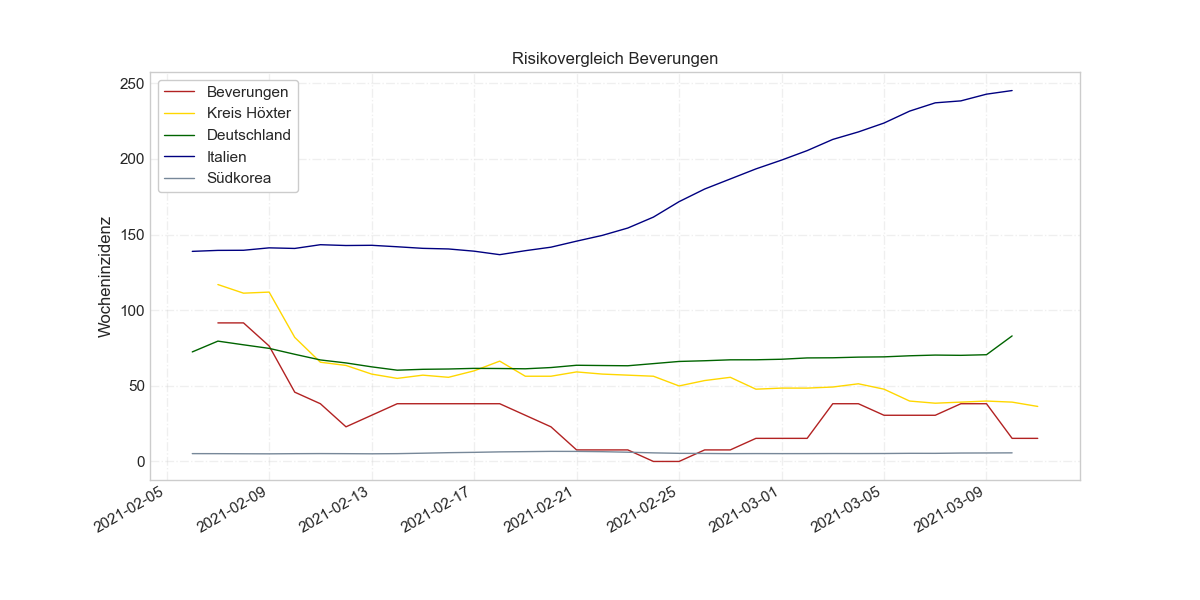 Risikovergleich Beverungen
Wocheninzidenz
250
200
150
100
50
0
Beverungen
Kreis Höxter
Deutschland
Italien
Südkorea
2021-02-05
2021-02-09
2021-02-13
2021-02-17
2021-02-21
2021-02-25
2021-03-01
2021-03-05
2021-03-09